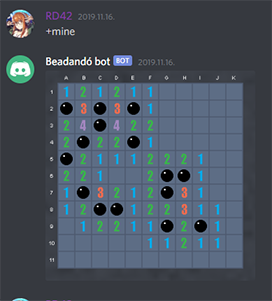 RD42 2019.11.16.
+mine
Beadandó bot BOT 2019.11.16.
A B C D E F G H I J K
1 1 2 1 2 1 1
2 3 3 1
3 2 4 4 2 2
4 2 2 2 1
5 2 1 1 1 2 2 2 1
6 2 2 1 2 1
7 1 3 2 1 2 3 1
8 1 2 1 2 2 3 1 1
9 1 2 2 1 1 2 1
10 1 1 2 1 1
11